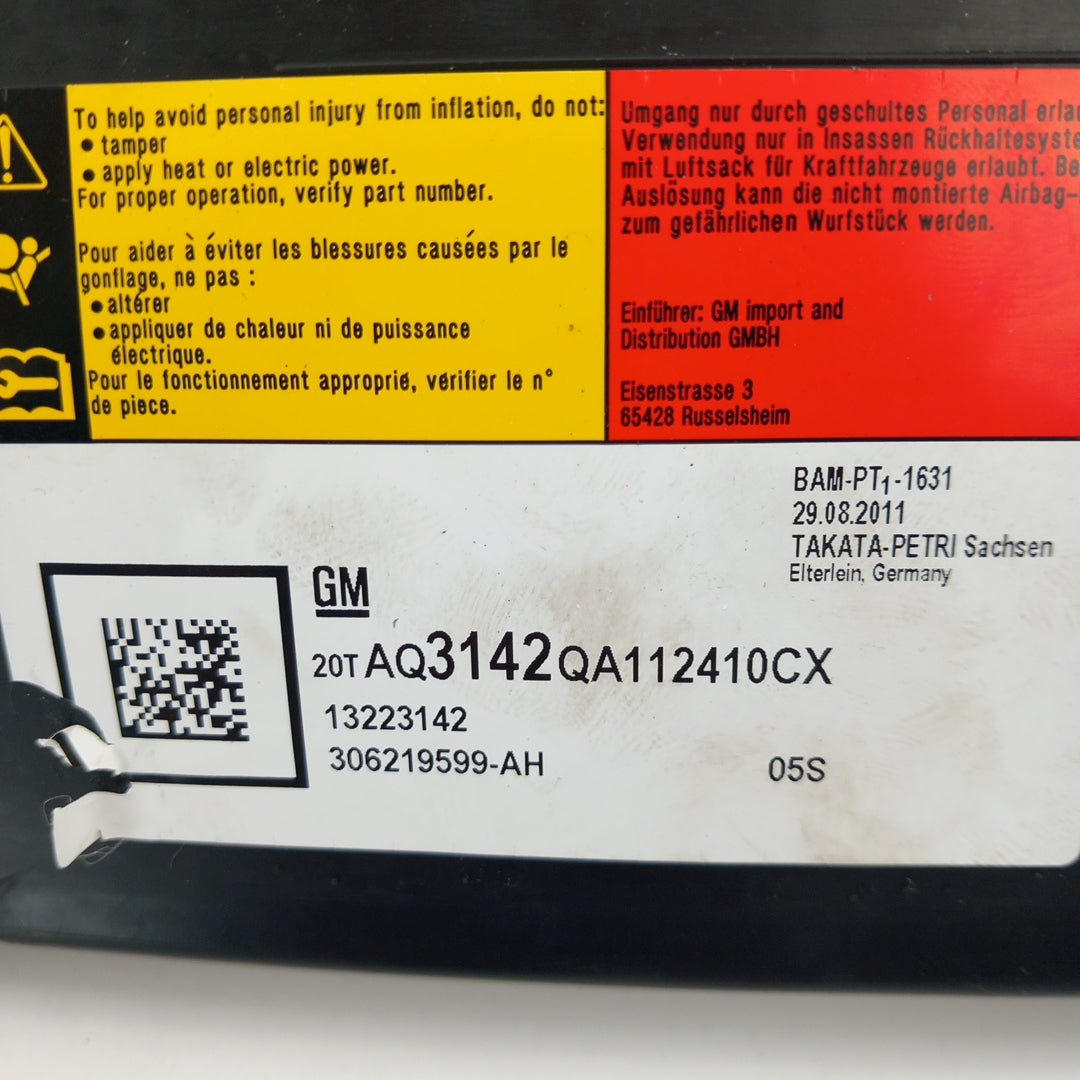 To help avoid personal injury from inflation, do not:
• tamper
• apply heat or electric power.
For proper operation, verify part number.
Pour aider à éviter les blessures causées par le
gonflage, ne pas :
• altérer
• appliquer de chaleur ni de puissance
électrique.
Pour le fonctionnement approprié, vérifier le n°
de piece.
Umgang nur durch geschultes Personal
Verwendung nur in Insassen
mit Luftsack für Kraftfahrzeuge erlaubt.
Auslösung kann die nicht montierte Airbag-
zum gefährlichen Wurfstück werden.
Einführer: GM import and
Distribution GMBH
Eisenstrasse 3
65428 Russelsheim
BAM-PT1-1631
29.08.2011
TAKATA-PETRI Sachsen
Elterlein, Germany
GM
20T AQ3142QA112410CX
13223142
306219599-AH
05S